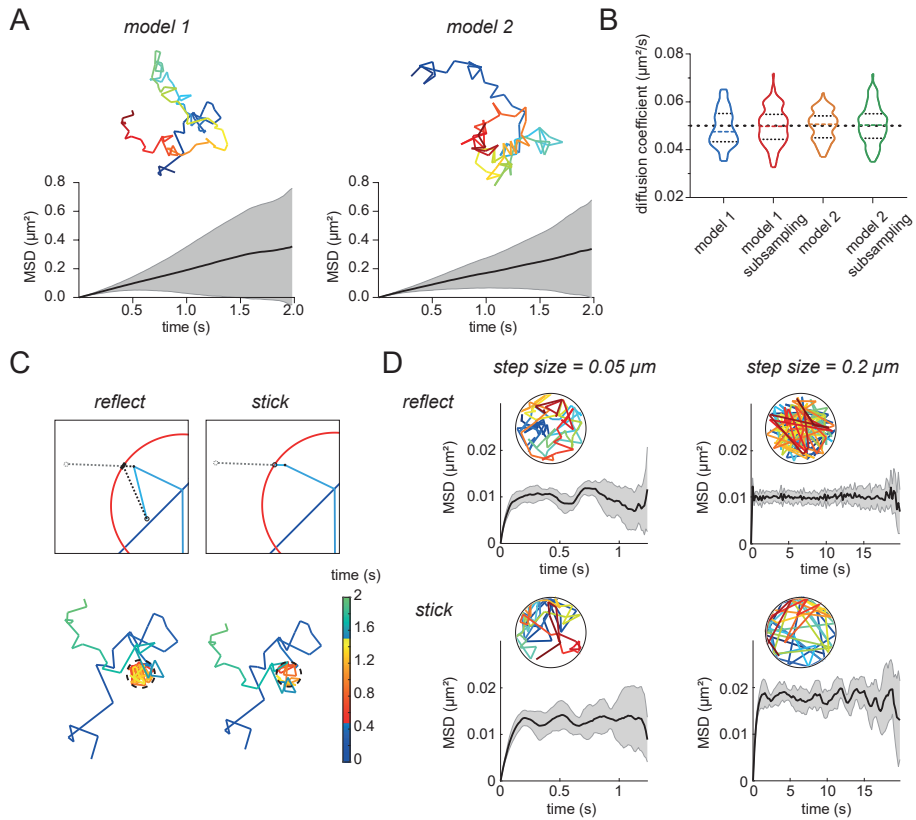 A
model 1
model 2
MSD (µm²)
0.8
0.6
0.4
0.2
0.0
0.5
1.0
1.5
2.0
time (s)
MSD (µm²)
0.8
0.6
0.4
0.2
0.0
0.5
1.0
1.5
2.0
time (s)
B
diffusion coefficient (µm²/s)
0.08
0.06
0.04
0.02
model 1
model 1
subsampling
model 2
model 2
subsampling
C
reflect
stick
time (s)
2
1.6
1.2
0.8
0.4
0
D
step size = 0.05 µm
step size = 0.2 µm
reflect
MSD (µm²)
0.02
0.01
0
0
0.5
1
time (s)
MSD (µm²)
0.02
0.01
0
0
5
10
15
time (s)
stick
MSD (µm²)
0.02
0.01
0
0
0.5
1
time (s)
MSD (µm²)
0.02
0.01
0
0
5
10
15
time (s)